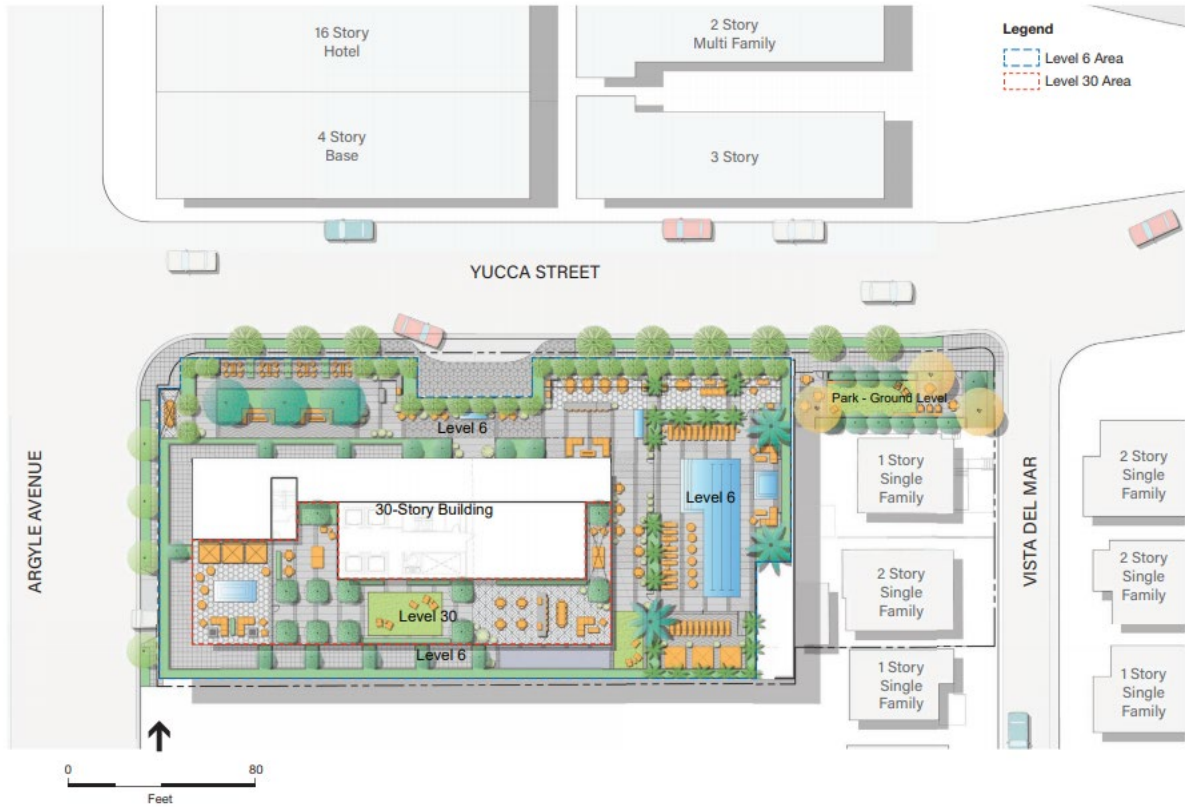 16 Story
Hotel
2 Story
Multi Family
Legend
Level 6 Area
Level 30 Area
4 Story
Base
3 Story
YUCCA STREET
Park - Ground Level
Level 6
1 Story
Single
Family
2 Story
Single
Family
Level 6
30-Story Building
ARGYLE AVENUE
VISTA DEL MAR
2 Story
Single
Family
2 Story
Single
Family
Level 30
Level 6
1 Story
Single
Family
1 Story
Single
Family
0 80
Feet